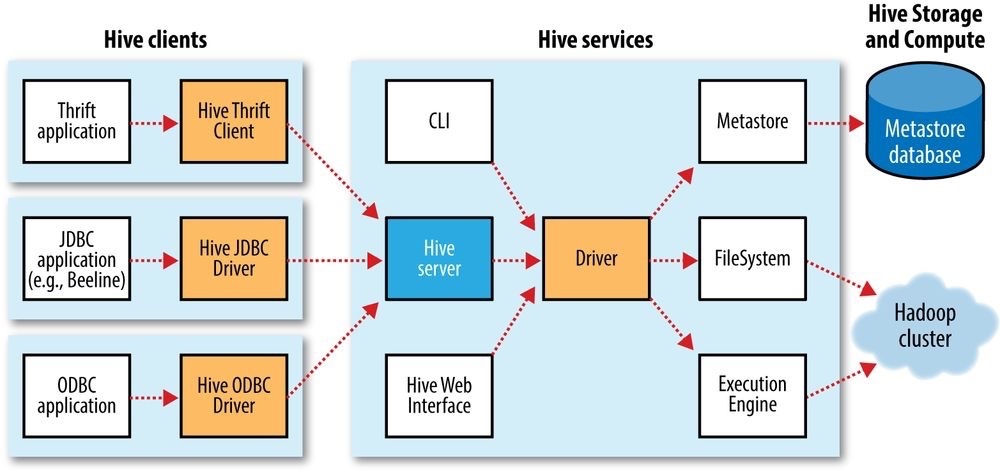 Hive clients
Thrift
application
Hive Thrift
Client
JDBC
application
(e.g., Beeline)
Hive JDBC
Driver
ODBC
application
Hive ODBC
Driver
Hive services
CLI
Hive
server
Hive Web
Interface
Driver
Metastore
FileSystem
Execution
Engine
Hive Storage
and Compute
Metastore
database
Hadoop
cluster